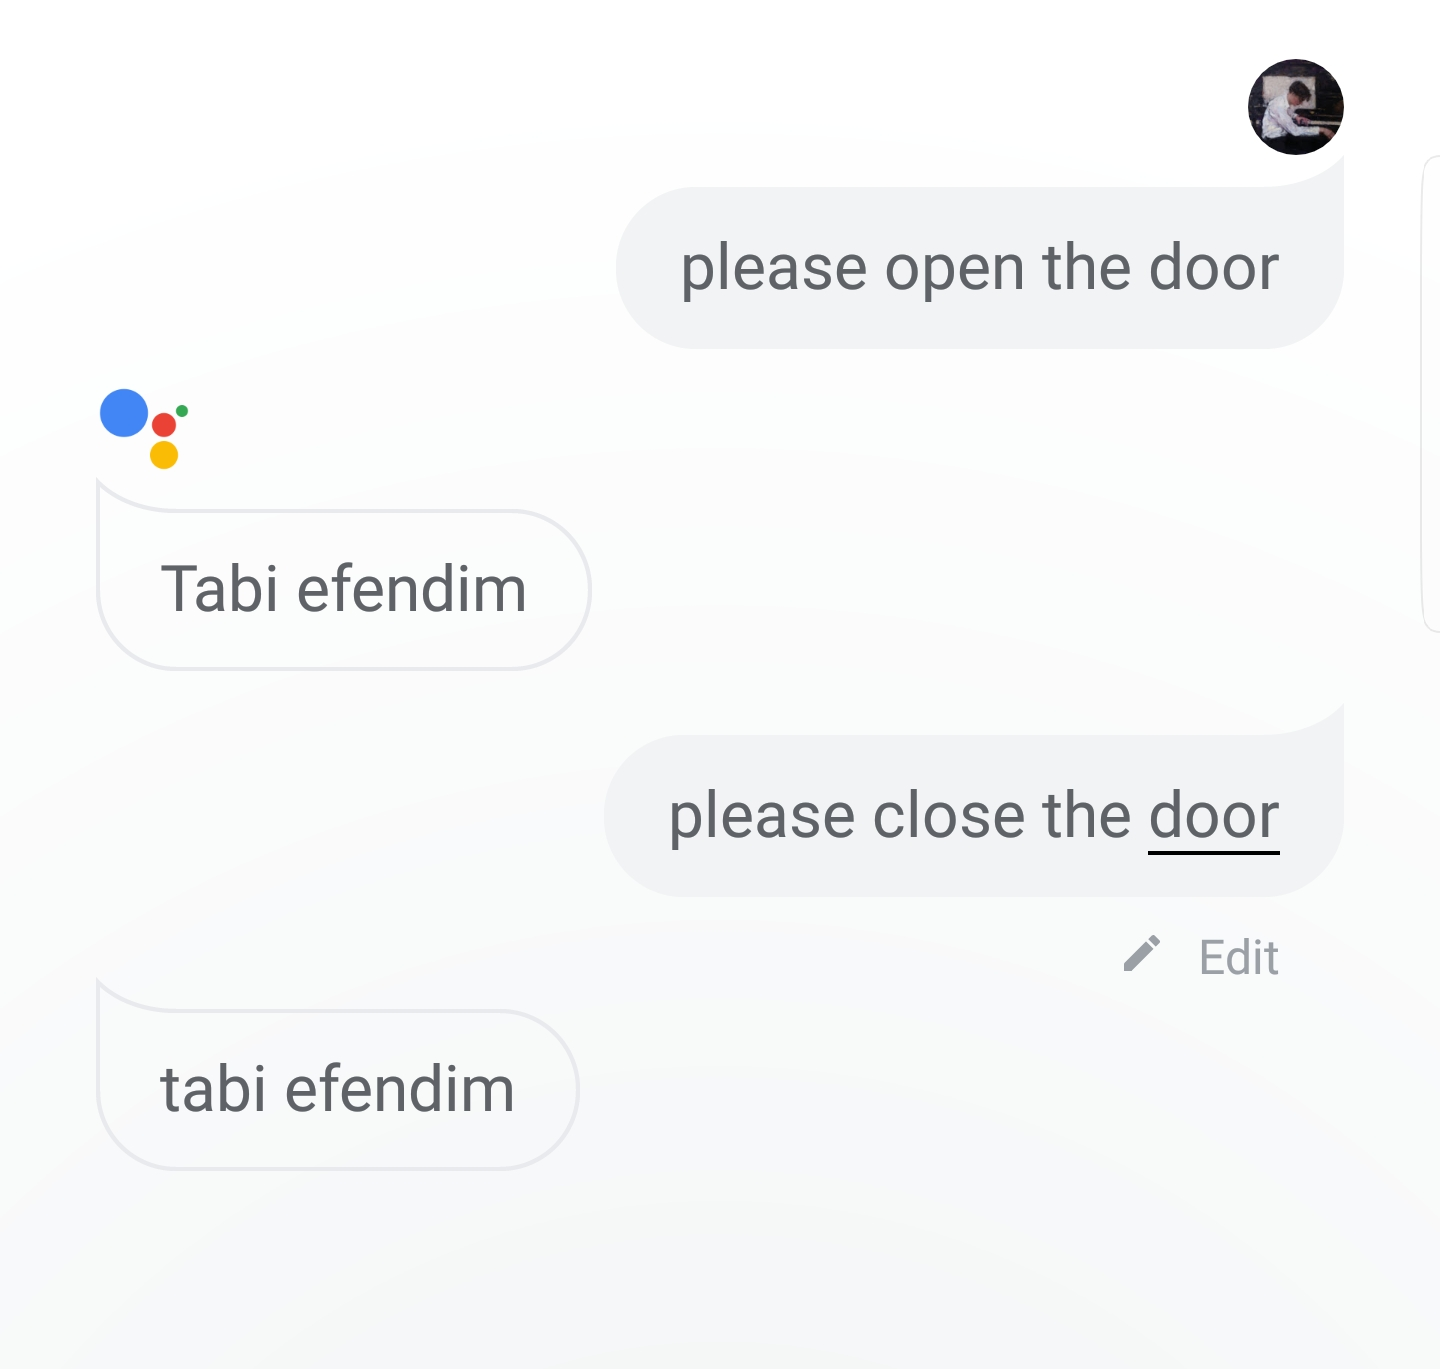 please open the door
Tabi efendim
please close the door
Edit
tabi efendim